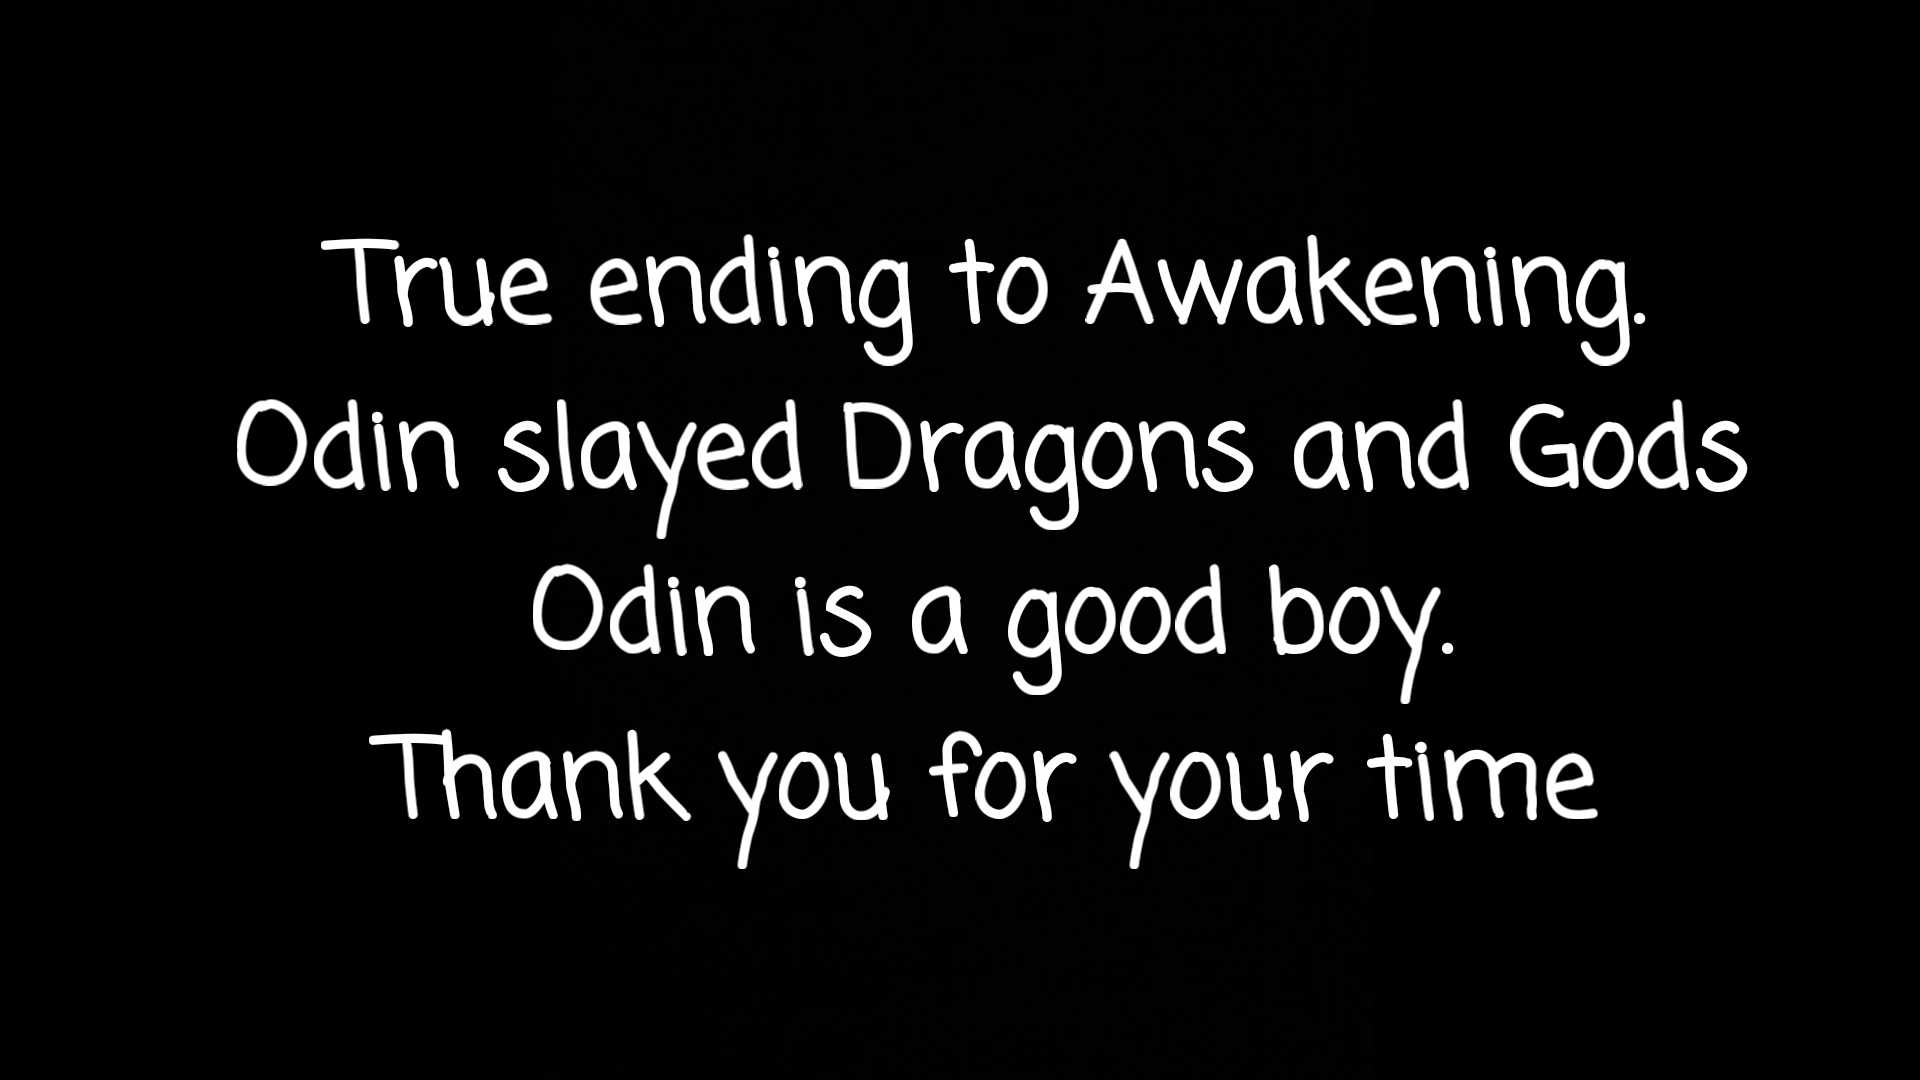 True ending to Awakening.
Odin slayed Dragons and Gods
Odin is a good boy.
Thank you for your time